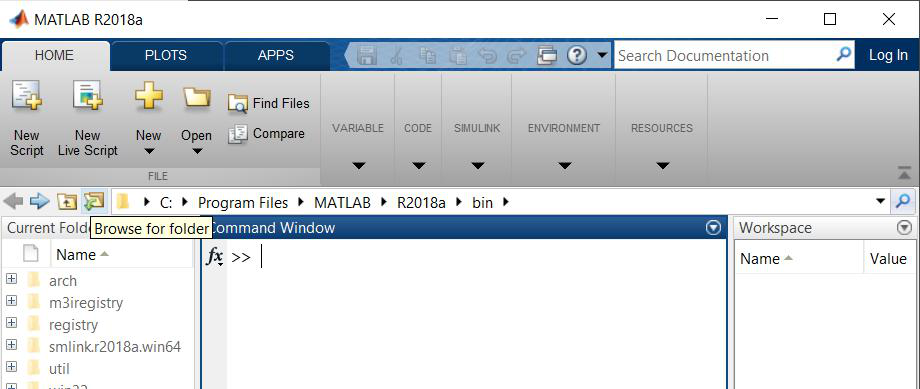 MATLAB R2018a
HOME PLOTS APPS Search Documentation Log In
New Script
New Live Script
New
Open
Find Files
Compare
VARIABLE CODE SIMULINK ENVIRONMENT RESOURCES
FILE
C: Program Files MATLAB R2018a bin
Current Folde
Browse for folder
Command Window
Workspace
Name
fx >>
Name Value
arch
m3iregistry
registry
smlink.r2018a.win64
util
win32